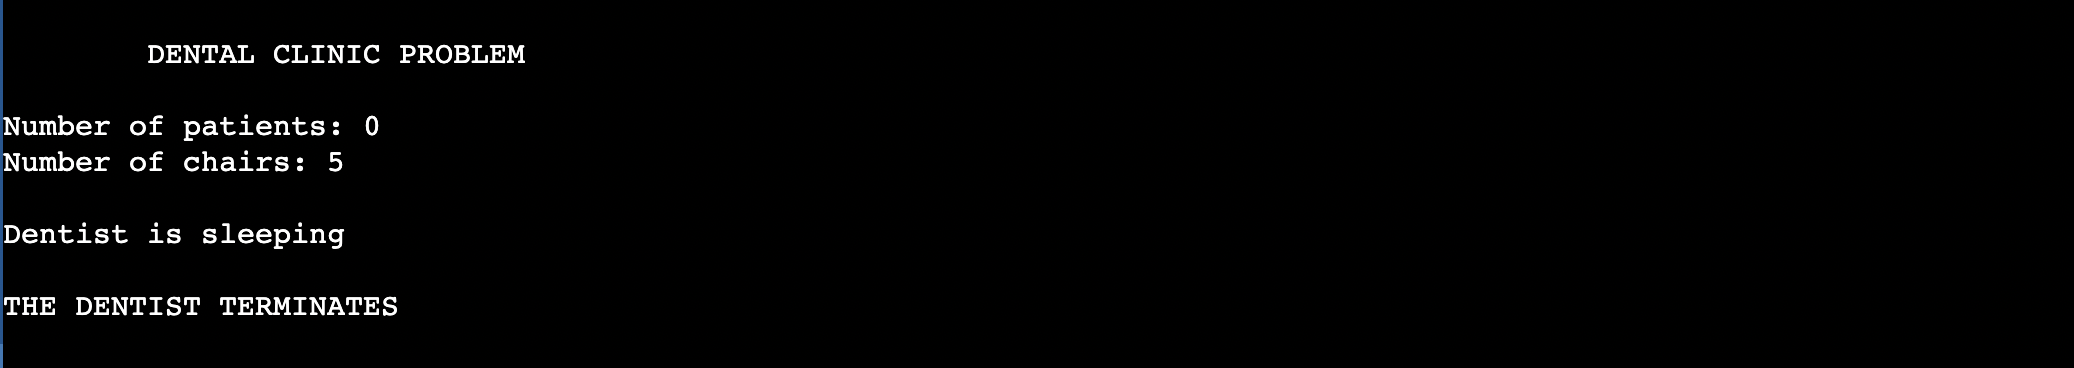 DENTAL CLINIC PROBLEM
Number of patients: 0
Number of chairs: 5
Dentist is sleeping
THE DENTIST TERMINATES